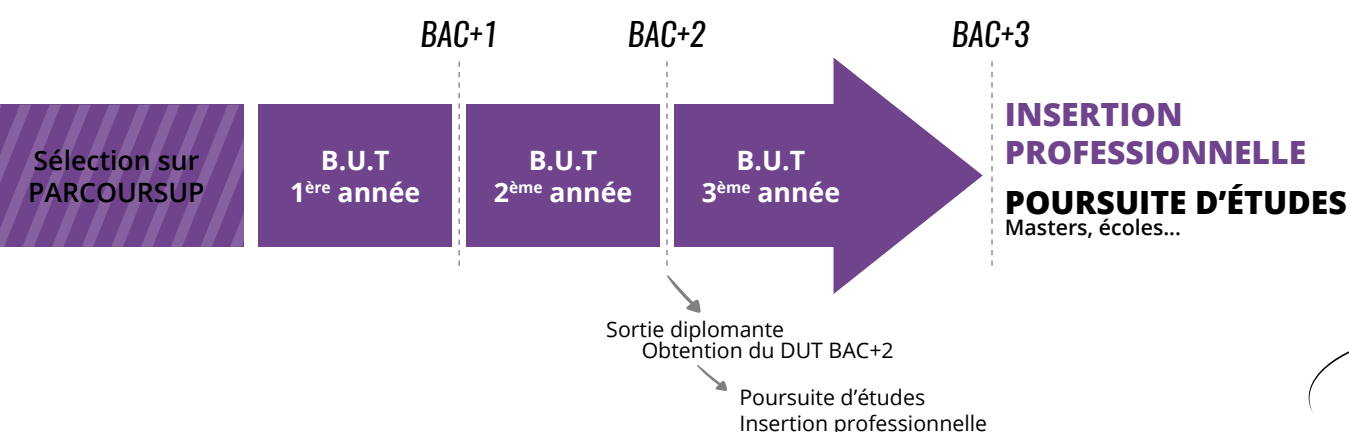 BAC+1
BAC+2
BAC+3
Sélection sur
PARCOURSUP
B.U.T
1ère année
B.U.T
2ème année
B.U.T
3ème année
INSERTION
PROFESSIONNELLE
POURSUITE D’ÉTUDES
Masters, écoles...
Sortie diplomante
Obtention du DUT BAC+2
Poursuite d’études
Insertion professionnelle